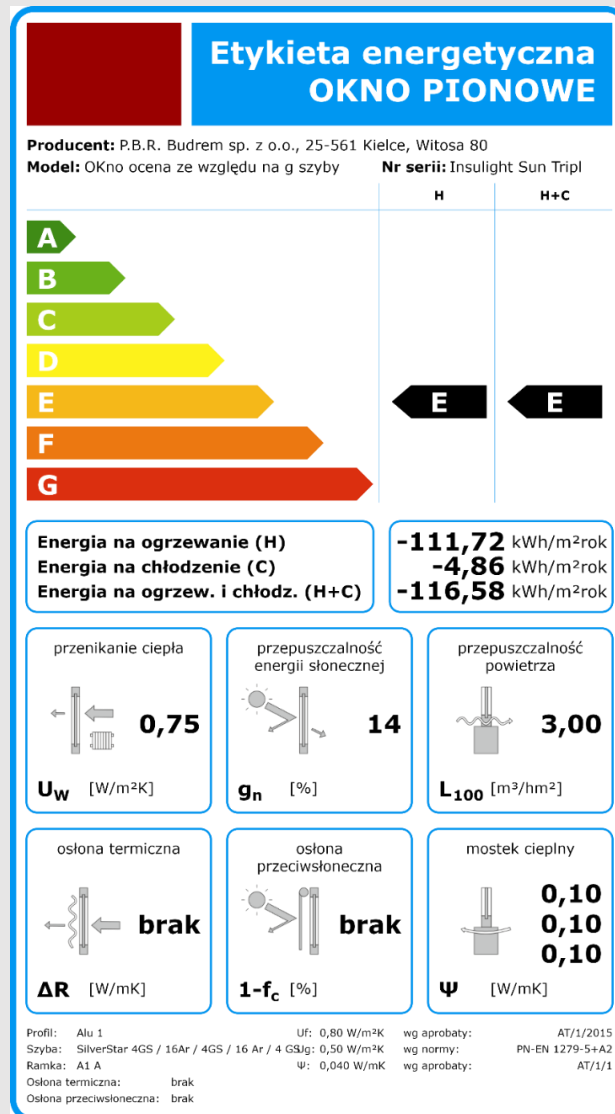 Etykieta energetyczna
OKNO PIONOWE
Producent: P.B.R. Budrem sp. z o.o., 25-561 Kielce, Witosa 80
Model: OKno ocena ze względu na g szyby Nr serii: Insulight Sun Tripl
H H+C
A
B
C
D
E E E
F
G
Energia na ogrzewanie (H) -111,72 kWh/m²rok
Energia na chłodzenie (C) -4,86 kWh/m²rok
Energia na ogrzew. i chłodz. (H+C) -116,58 kWh/m²rok
przenikanie ciepła
0,75
Uw [W/m²K]
przepuszczalność
energii słonecznej
14
gn [%]
przepuszczalność
powietrza
3,00
L100 [m³/hm²]
osłona termiczna
brak
ΔR [W/mK]
osłona
przeciwsłoneczna
brak
1-fc [%]
mostek cieplny
0,10
0,10
0,10
Ψ [W/mK]
Profil: Alu 1 Uf: 0,80 W/m²K wg aprobaty: AT/1/2015
Szyba: SilverStar 4GS / 16Ar / 4GS / 16 Ar / 4 GS Ug: 0,50 W/m²K wg normy: PN-EN 1279-5+A2
Ramka: A1 A Ψ: 0,040 W/mK wg aprobaty: AT/1/1
Osłona termiczna: brak
Osłona przeciwsłoneczna: brak